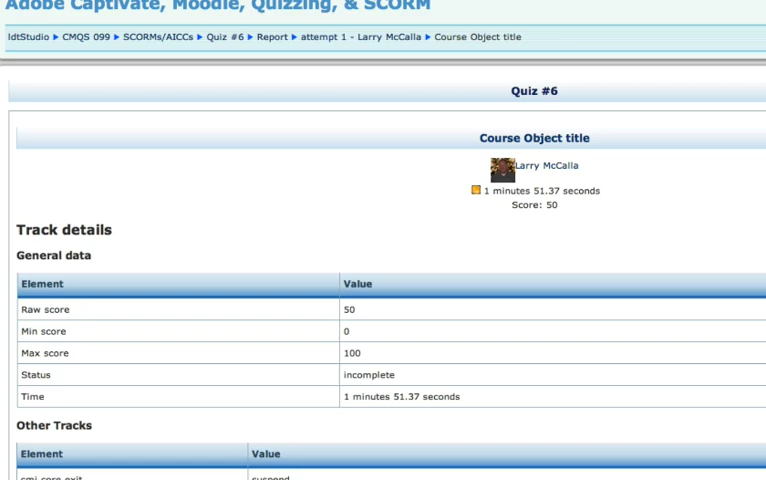 Adobe Captivate, Moodle, Quizzing, & SCORM
IdtStudio ► CMQS 099 ► SCORMs/AICCs ► Quiz #6 ► Report ► attempt 1 - Larry McCalla ► Course Object title
Quiz #6
Course Object title
Larry McCalla
1 minutes 51.37 seconds
Score: 50
Track details
General data
Element Value
Raw score 50
Min score 0
Max score 100
Status incomplete
Time 1 minutes 51.37 seconds
Other Tracks
Element Value
cmi.core.exit suspend